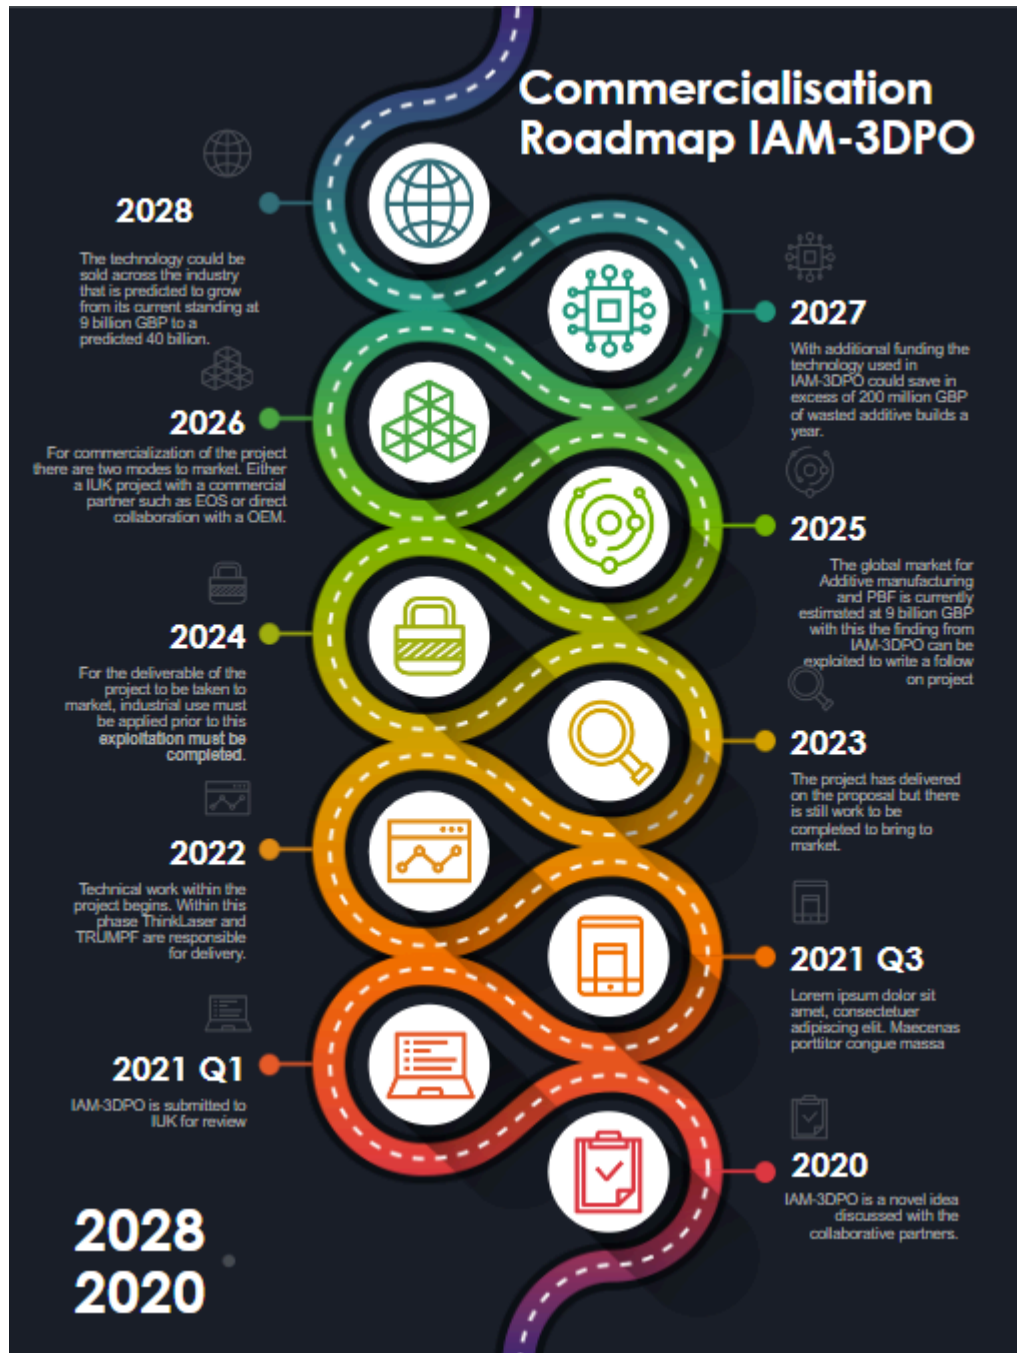 Commercialisation
Roadmap IAM-3DPO
2028
The technology could be
sold across the industry
that is predicted to grow
from its current standing at
9 billion GBP to a
predicted 40 billion.
2027
With additional funding the
technology used in
IAM-3DPO could save in
excess of 200 million GBP
of wasted additive builds a
year.
2026
For commercialization of the project
there are two modes to market. Either
a IUK project with a commercial
partner such as EOS or direct
collaboration with a OEM.
2025
The global market for
Additive manufacturing
and PBF is currently
estimated at 9 billion GBP
with this the finding from
IAM-3DPO can be
exploited to write a follow
on project
2024
For the deliverable of the
project to be taken to
market, industrial use must
be applied prior to this
exploitation must be
completed.
2023
The project has delivered
on the proposal but there
is still work to be
completed to bring to
market.
2022
Technical work within the
project begins. Within this
phase ThinkLaser and
TRUMPF are responsible
for delivery.
2021 Q3
Lorem ipsum dolor sit
amet, consectetuer
adipiscing elit. Maecenas
porttitor congue massa
2021 Q1
IAM-3DPO is submitted to
IUK for review
2020
IAM-3DPO is a novel idea
discussed with the
collaborative partners.
2028
2020